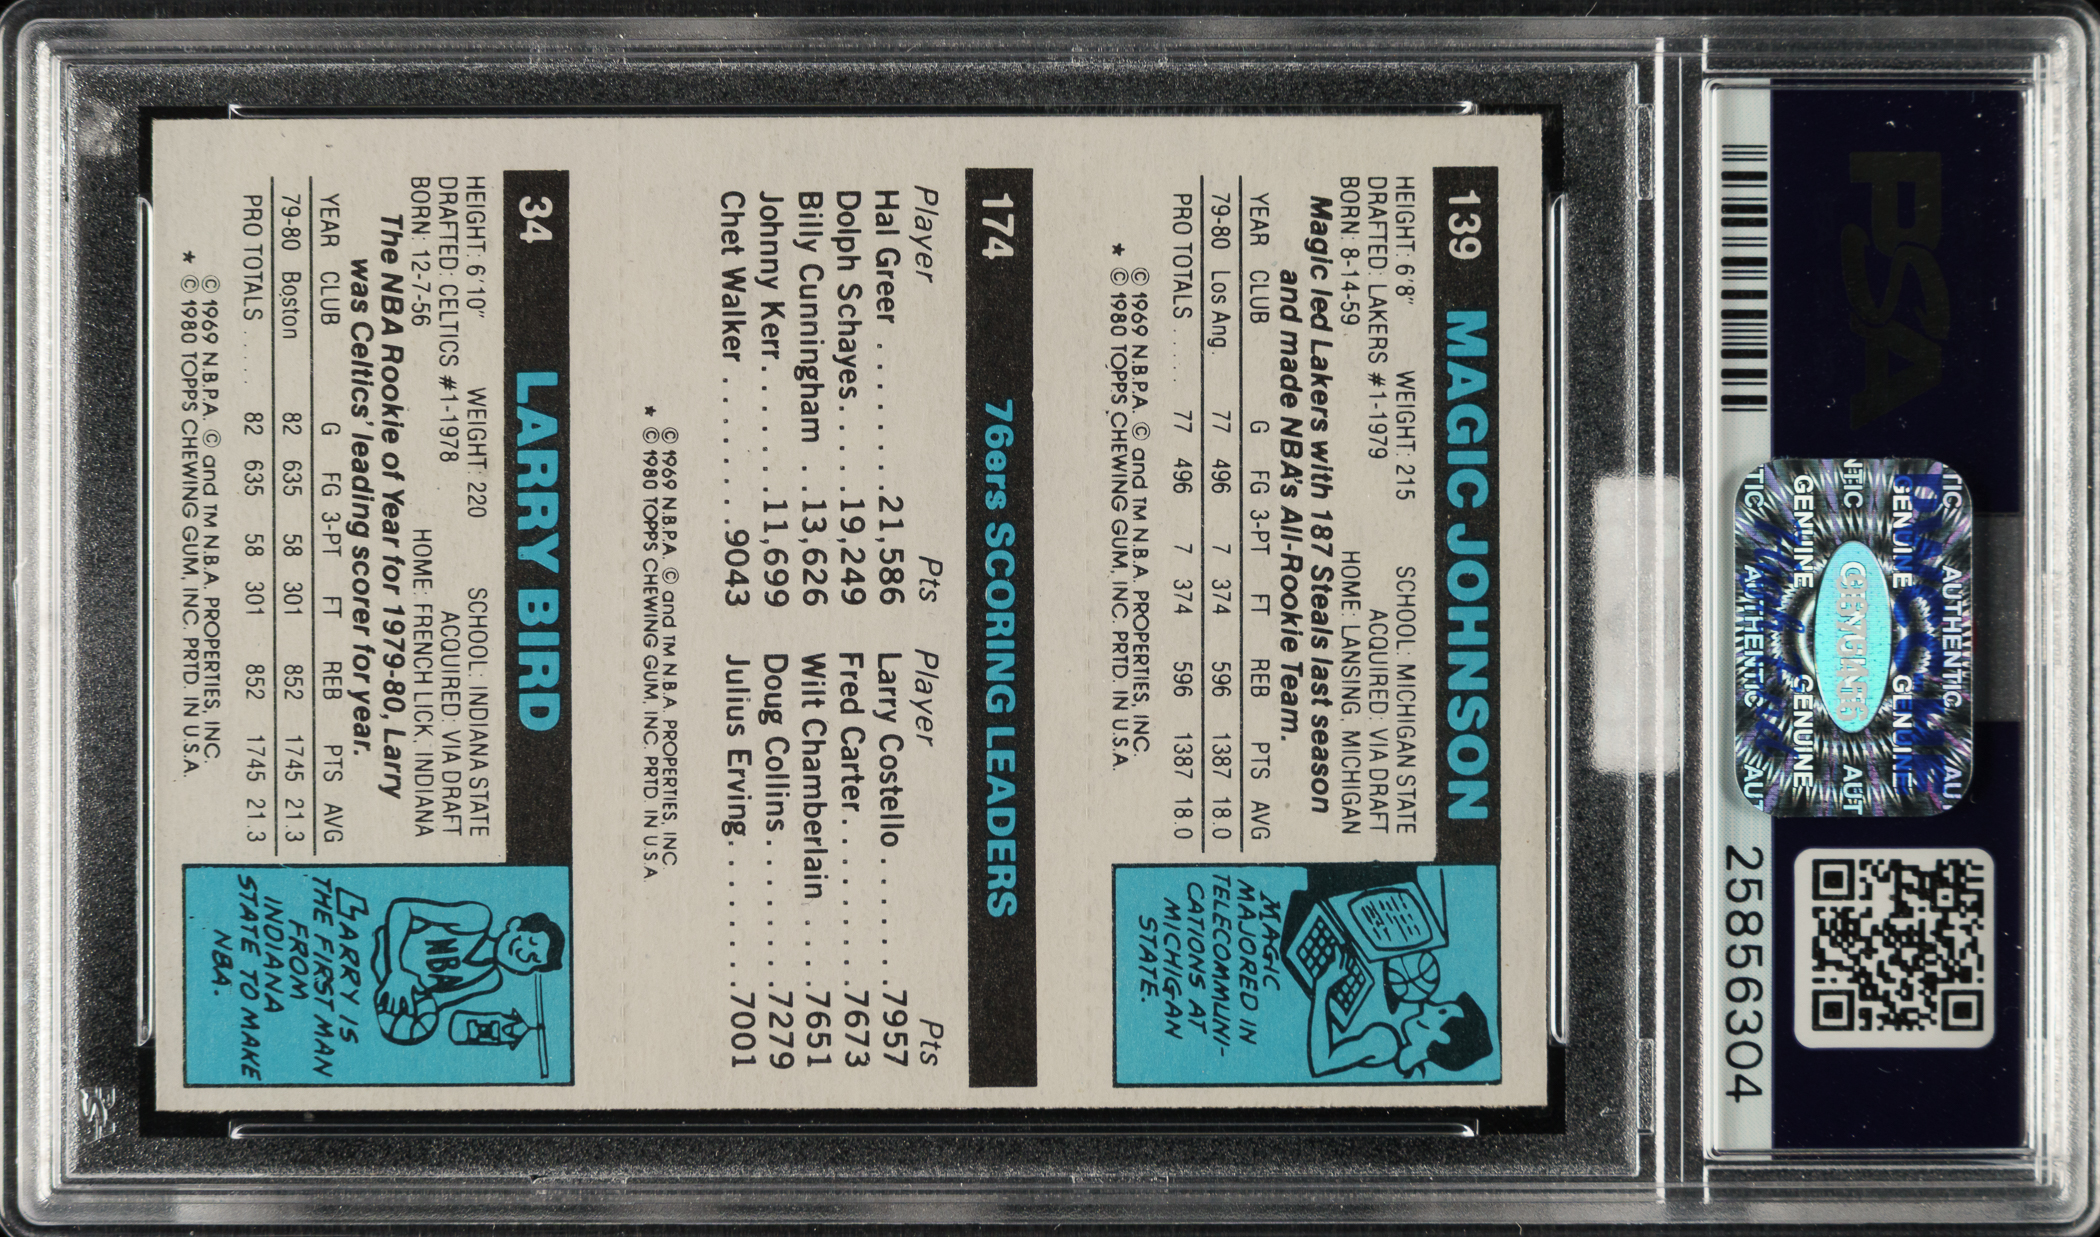 PSA
25856304
GENUINE AUTHENTIC
139 MAGIC JOHNSON
HEIGHT: 6'8" WEIGHT: 215 SCHOOL: MICHIGAN STATE
DRAFTED: LAKERS #1-1979 ACQUIRED: VIA DRAFT
BORN: 8-14-59 HOME: LANSING, MICHIGAN
Magic led Lakers with 187 Steals last season
and made NBA's All-Rookie Team.
YEAR CLUB G FG 3-PT FT REB PTS AVG
79-80 Los Ang. 77 496 7 374 596 1387 18.0
PRO TOTALS..... 77 496 7 374 596 1387 18.0
© 1969 N.B.P.A. © and TM N.B.A. PROPERTIES, INC.
* © 1980 TOPPS CHEWING GUM, INC. PRTD. IN U.S.A.
MAGIC
MAJORED IN
TELECOMMUNI-
CATIONS AT
MICHIGAN
STATE.
174 76ers SCORING LEADERS
Player Pts Player Pts
Hal Greer........21,586 Larry Costello......7957
Dolph Schayes....19,249 Fred Carter........7673
Billy Cunningham..13,626 Wilt Chamberlain....7651
Johnny Kerr......11,699 Doug Collins.......7279
Chet Walker.......9043 Julius Erving.......7001
© 1969 N.B.P.A. © and TM N.B.A. PROPERTIES, INC.
* © 1980 TOPPS CHEWING GUM, INC. PRTD. IN U.S.A.
34 LARRY BIRD
HEIGHT: 6'10" WEIGHT: 220 SCHOOL: INDIANA STATE
DRAFTED: CELTICS #1-1978 ACQUIRED: VIA DRAFT
BORN: 12-7-56 HOME: FRENCH LICK, INDIANA
The NBA Rookie of Year for 1979-80, Larry
was Celtics' leading scorer for year.
YEAR CLUB G FG 3-PT FT REB PTS AVG
79-80 Boston 82 635 58 301 852 1745 21.3
PRO TOTALS..... 82 635 58 301 852 1745 21.3
© 1969 N.B.P.A. © and TM N.B.A. PROPERTIES, INC.
* © 1980 TOPPS CHEWING GUM, INC. PRTD. IN U.S.A.
NBA
LARRY IS
THE FIRST MAN
FROM
INDIANA
STATE TO MAKE
NBA.